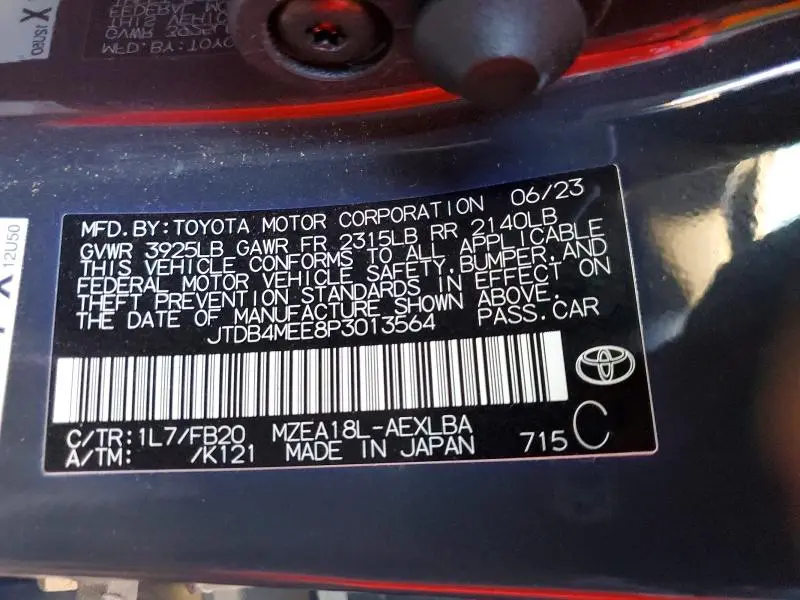 MFD. BY: TOYOTA MOTOR CORPORATION 06/23
GVWR 3925LB GAWR FR 2315LB RR 2140LB
THIS VEHICLE CONFORMS TO ALL APPLICABLE
FEDERAL MOTOR VEHICLE SAFETY, BUMPER, AND
THEFT PREVENTION STANDARDS IN EFFECT ON
THE DATE OF MANUFACTURE SHOWN ABOVE.
JTDB4MEE8P3013564 PASS. CAR
C/TR: 1L7/FB20 MZEA18L-AEXLBA
A/TM: /K121 MADE IN JAPAN 715 C
12U50
X